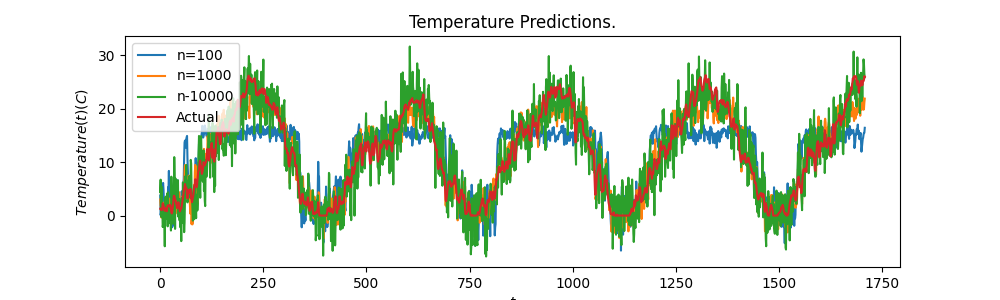 Temperature Predictions.
n=100
n=1000
n-10000
Actual
Temperature(t)(C)
30
20
10
0
0 250 500 750 1000 1250 1500 1750